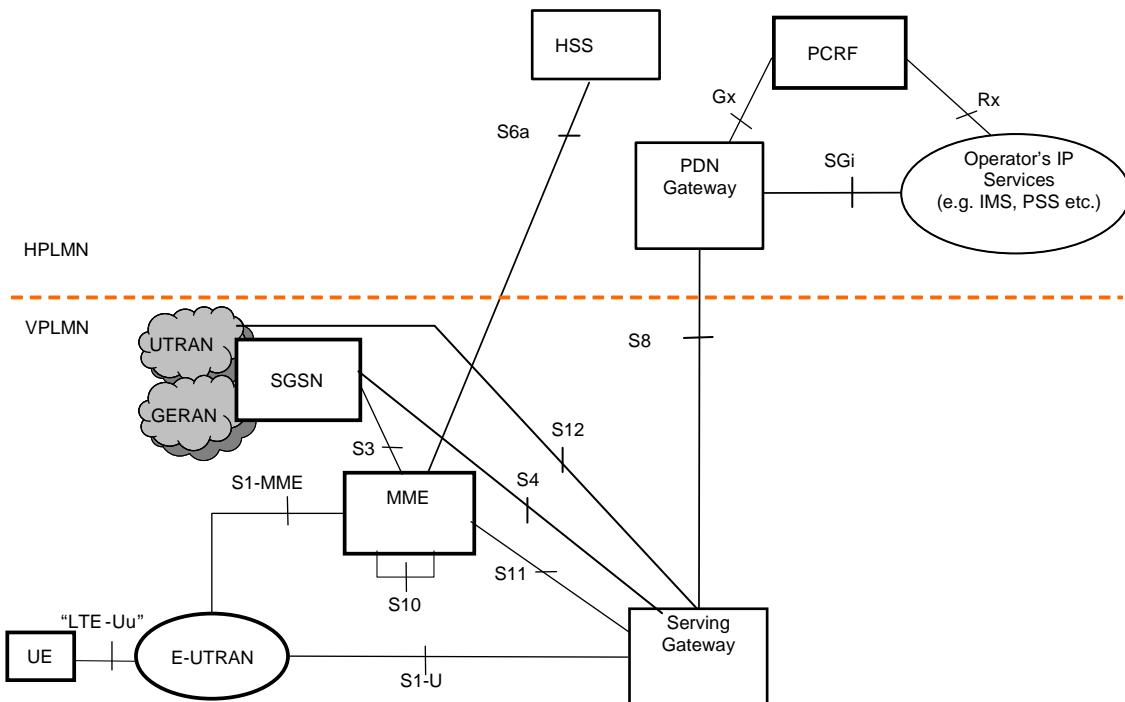 HSS
PCRF
Gx
Rx
S6a
PDN
Gateway
SGi
Operator’s IP
Services
(e.g. IMS, PSS etc.)
HPLMN
VPLMN
UTRAN
S8
SGSN
GERAN
S12
S3
S4
S1-MME
MME
S11
S10
“LTE-Uu”
Serving
Gateway
UE
E-UTRAN
S1-U